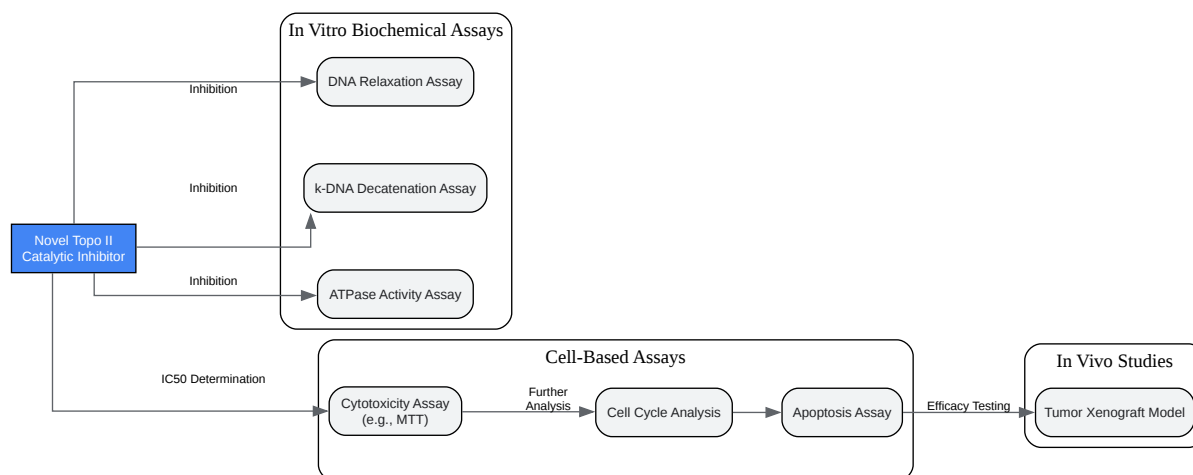 In Vitro Biochemical Assays
DNA Relaxation Assay
Inhibition
k-DNA Decatenation Assay
Inhibition
Novel Topo II
Catalytic Inhibitor
Inhibition
ATPase Activity Assay
Cell-Based Assays
In Vivo Studies
IC50 Determination
Cytotoxicity Assay
(e.g., MTT)
Further
Analysis
Cell Cycle Analysis
Apoptosis Assay
Efficacy Testing
Tumor Xenograft Model